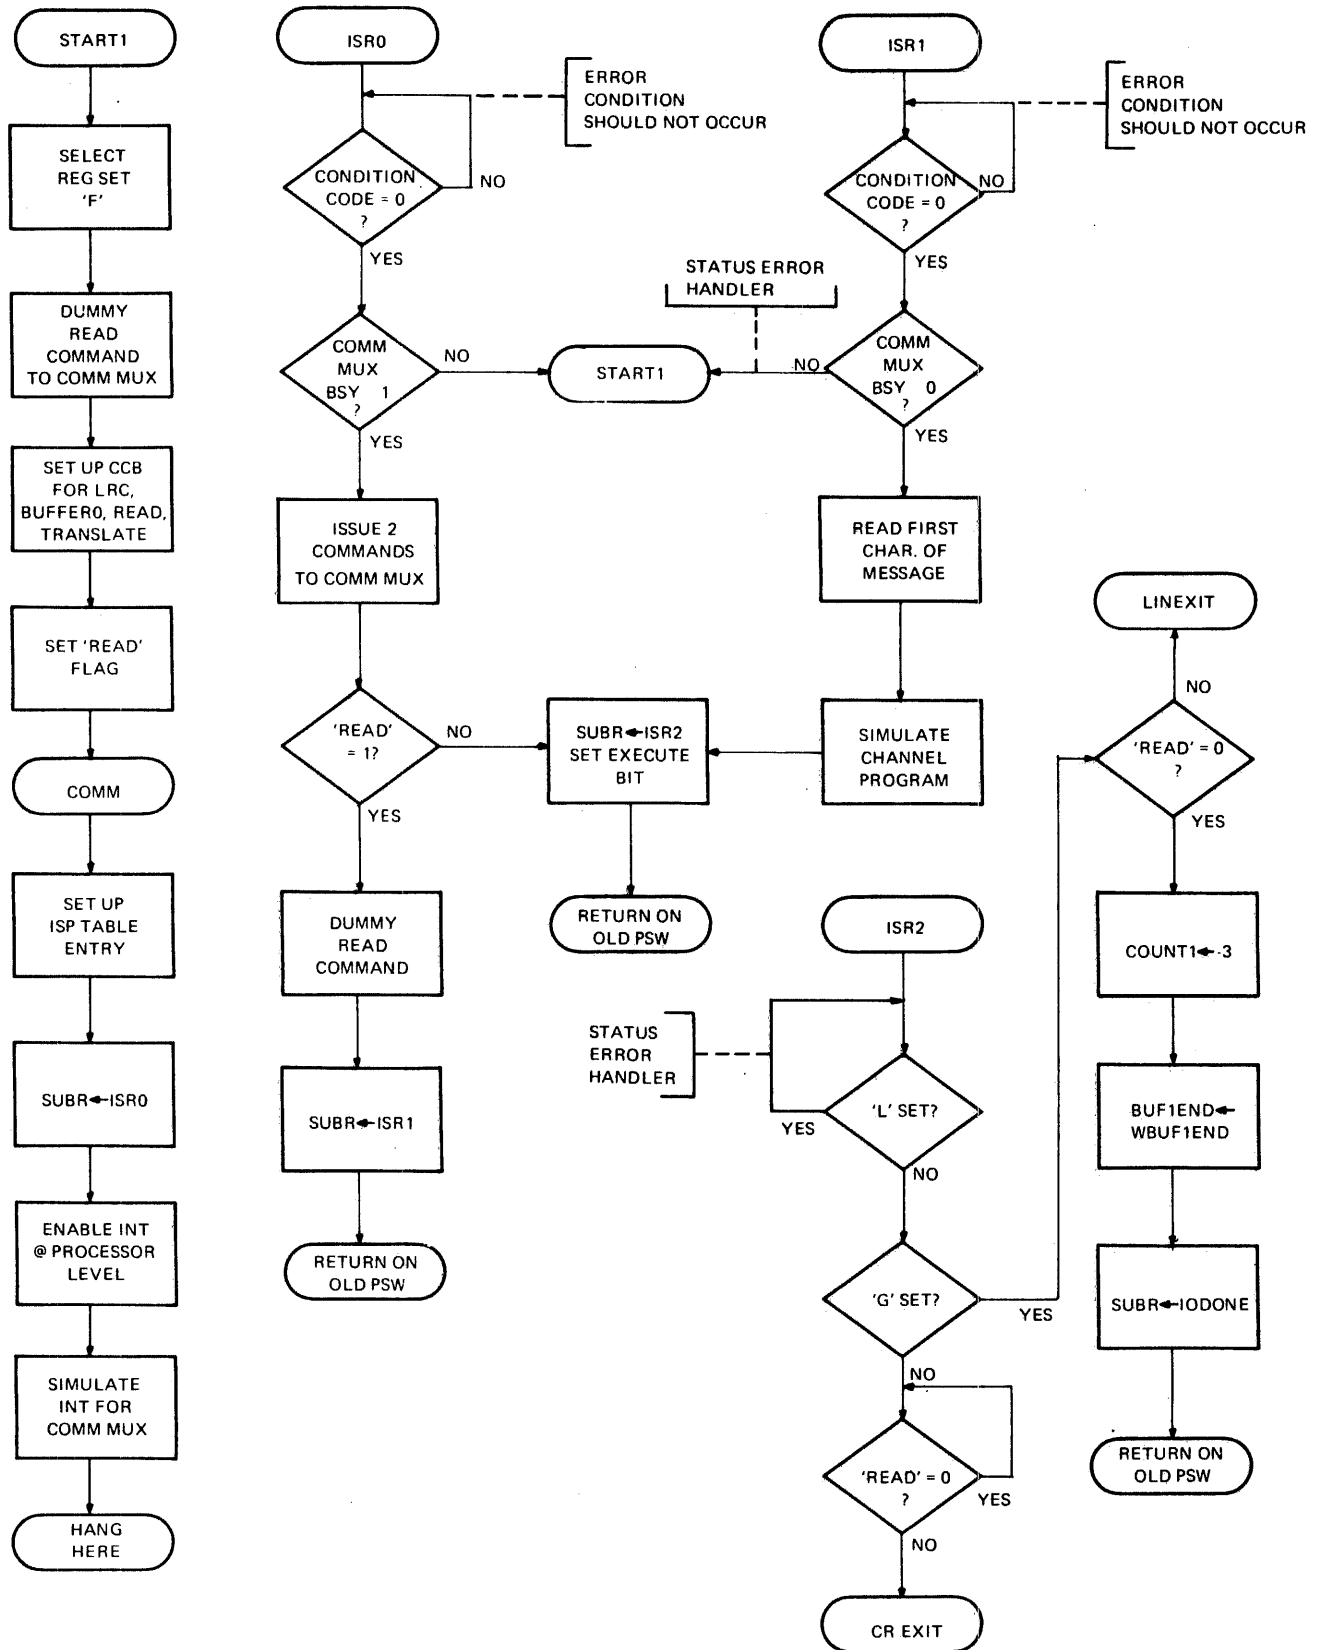 START1
SELECT
REG SET
'F'
DUMMY
READ
COMMAND
TO COMM MUX
SET UP CCB
FOR LRC,
BUFFER0, READ,
TRANSLATE
SET 'READ'
FLAG
COMM
SET UP
ISP TABLE
ENTRY
SUBR←ISR0
ENABLE INT
@ PROCESSOR
LEVEL
SIMULATE
INT FOR
COMM MUX
HANG
HERE
ISR0
ERROR
CONDITION
SHOULD NOT OCCUR
CONDITION
CODE = 0
?
NO
YES
COMM
MUX
BSY 1
?
NO
YES
START1
ISSUE 2
COMMANDS
TO COMM MUX
'READ'
= 1?
NO
YES
DUMMY
READ
COMMAND
SUBR←ISR1
RETURN ON
OLD PSW
SUBR←ISR2
SET EXECUTE
BIT
RETURN ON
OLD PSW
ISR1
ERROR
CONDITION
SHOULD NOT OCCUR
CONDITION
CODE = 0
?
NO
YES
STATUS ERROR
HANDLER
COMM
MUX
BSY 0
?
NO
YES
READ FIRST
CHAR. OF
MESSAGE
SIMULATE
CHANNEL
PROGRAM
ISR2
STATUS
ERROR
HANDLER
'L' SET?
YES
NO
'G' SET?
YES
NO
'READ' = 0
?
YES
NO
CR EXIT
LINEXIT
NO
'READ' = 0
?
YES
COUNT1←-3
BUF1END←
WBUF1END
SUBR←IODONE
RETURN ON
OLD PSW